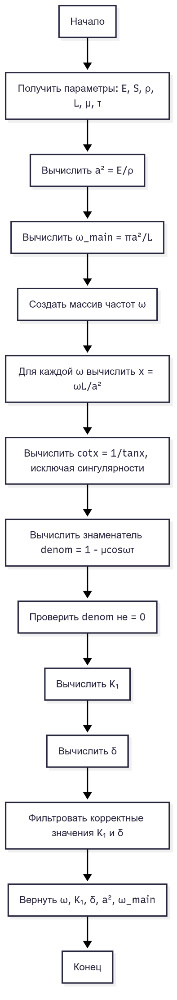 Начало
Получить параметры: E, S, ρ,
L, μ, τ
Вычислить a² = E/ρ
Вычислить ω_main = πa²/L
Создать массив частот ω
Для каждой ω вычислить x =
ωL/a²
Вычислить cotx = 1/tanx,
исключая сингулярности
Вычислить знаменатель
denom = 1 - μcosωτ
Проверить denom не = 0
Вычислить K₁
Вычислить δ
Фильтровать корректные
значения K₁ и δ
Вернуть ω, K₁, δ, a², ω_main
Конец